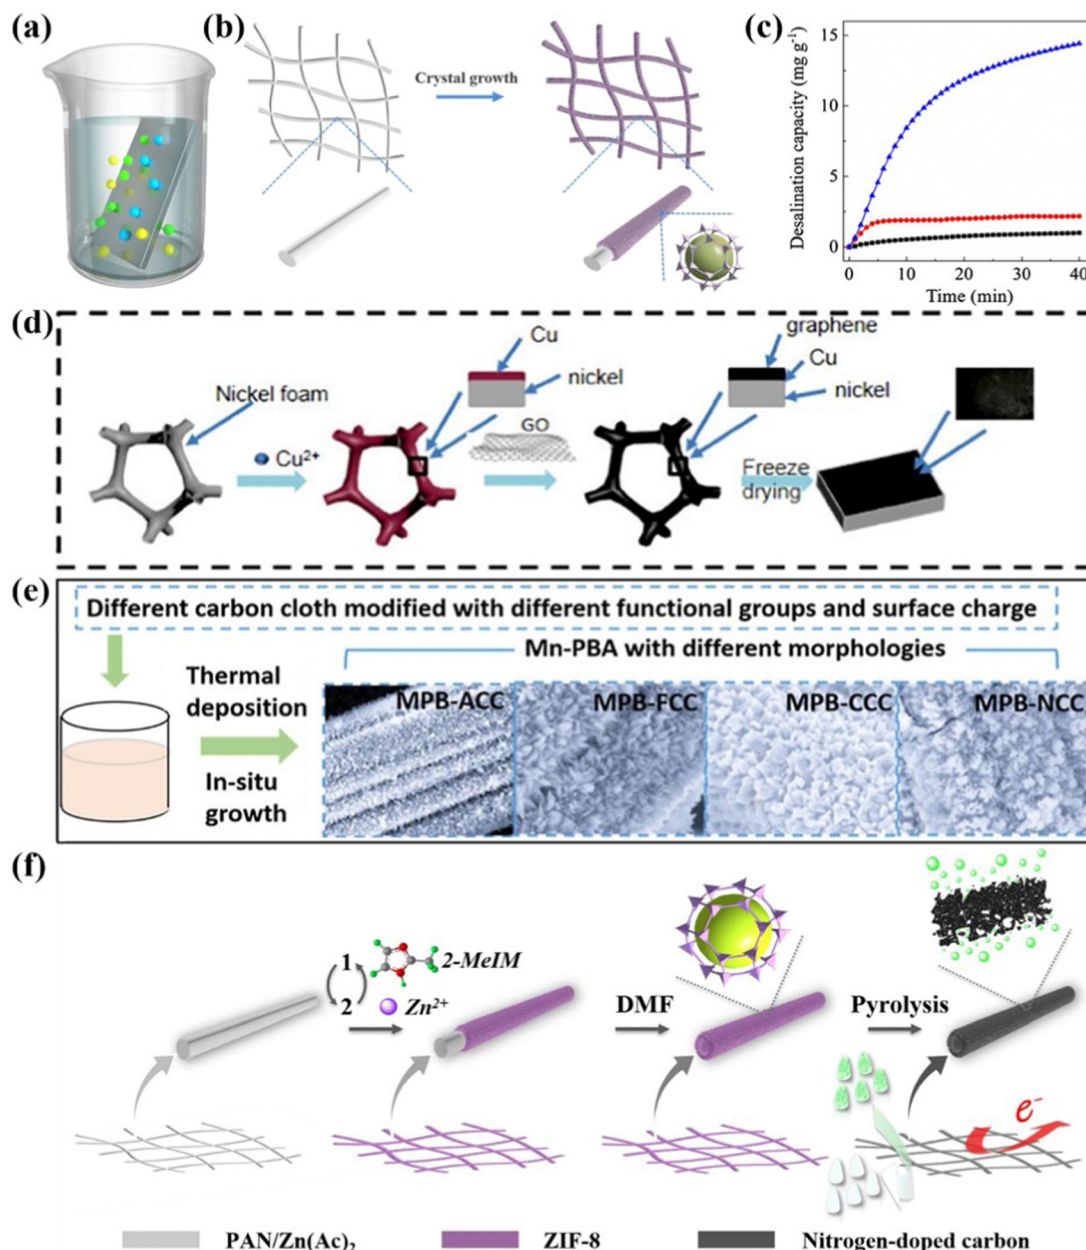 (a)
(b)
Crystal growth
(c)
Desalination capacity (mg g⁻¹)
15
10
5
0
0 10 20 30 40
Time (min)
(d)
Nickel foam
Cu²⁺
Cu
nickel
GO
graphene
Cu
nickel
Freeze
drying
(e)
Different carbon cloth modified with different functional groups and surface charge
Thermal
deposition
In-situ
growth
Mn-PBA with different morphologies
MPB-ACC
MPB-FCC
MPB-CCC
MPB-NCC
(f)
1
2
2-MeIM
Zn²⁺
DMF
Pyrolysis
e⁻
PAN/Zn(Ac)₂
ZIF-8
Nitrogen-doped carbon